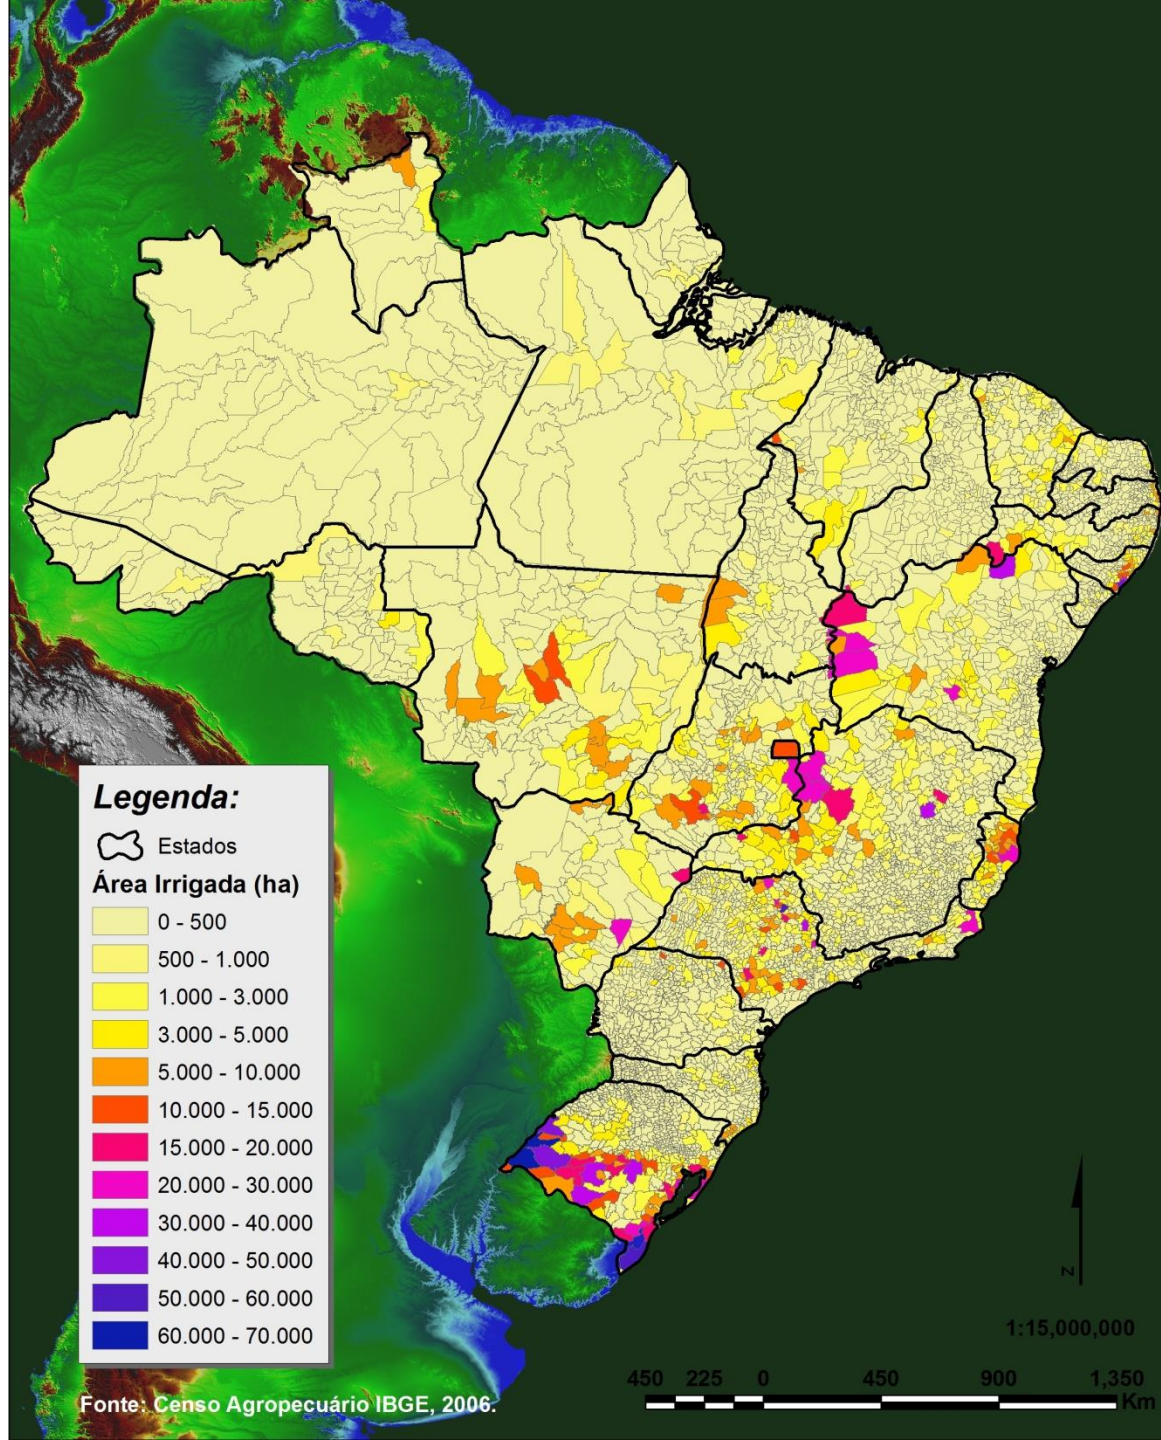 Legenda:
Estados
Área Irrigada (ha)
0 - 500
500 - 1.000
1.000 - 3.000
3.000 - 5.000
5.000 - 10.000
10.000 - 15.000
15.000 - 20.000
20.000 - 30.000
30.000 - 40.000
40.000 - 50.000
50.000 - 60.000
60.000 - 70.000
N
1:15,000,000
450 225 0 450 900 1,350
Km
Fonte: Censo Agropecuário IBGE, 2006.